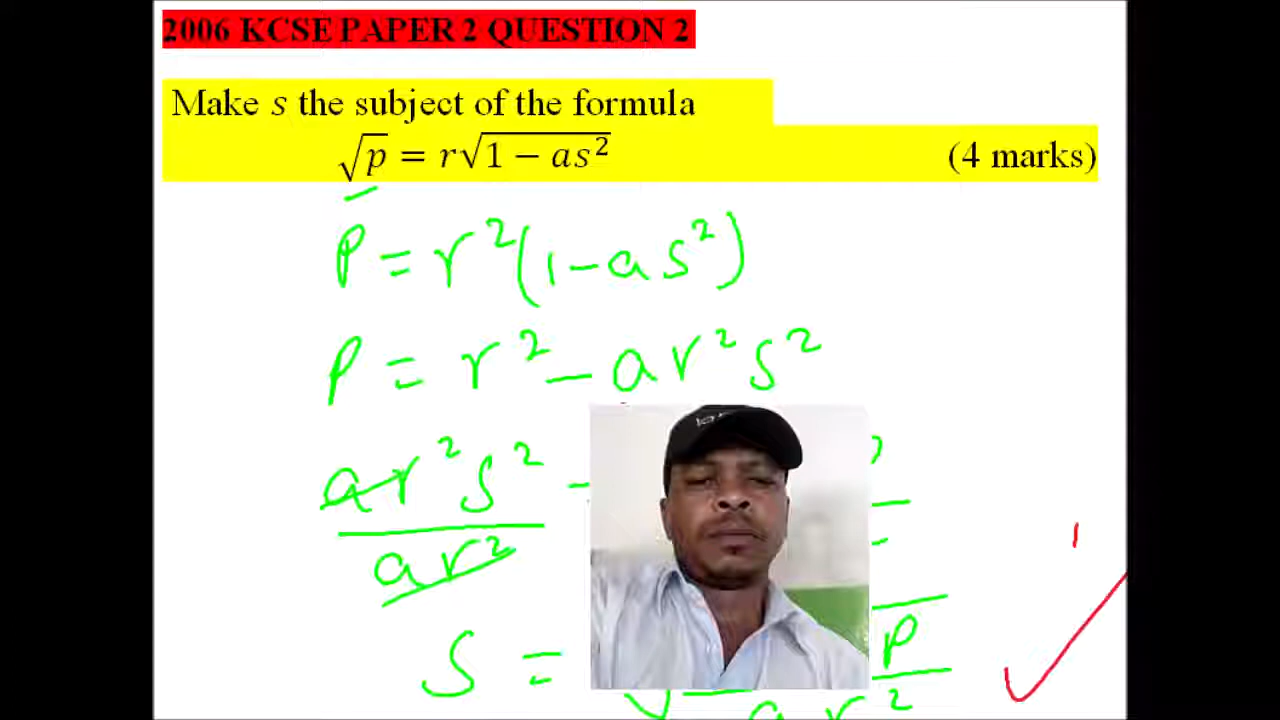 2006 KCSE PAPER 2 QUESTION 2
Make s the subject of the formula
√p = r√1 − as² (4 marks)
P = r²(1 − as²)
P = r² − ar²s²
ar²s²
ar²
S = √ P
ar²